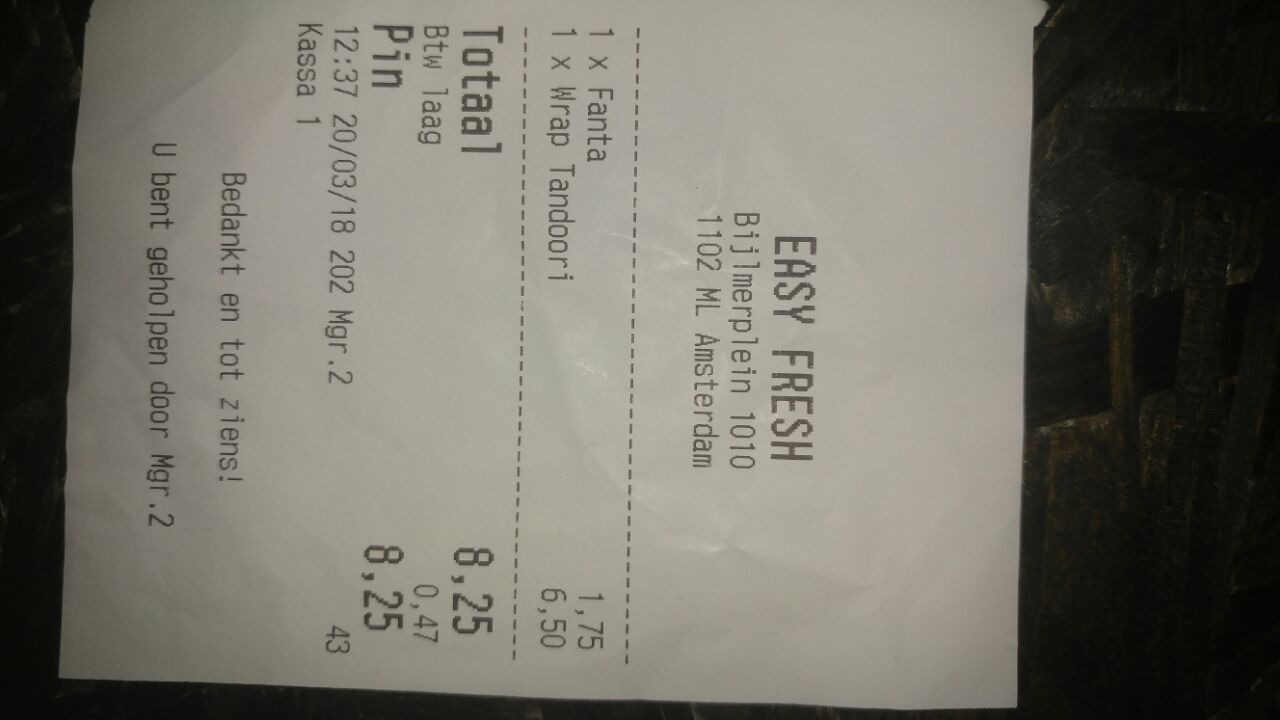 EASY FRESH
Bijlmerplein 1010
1102 ML Amsterdam
1 x Fanta 1,75
1 x Wrap Tandoori 6,50
Totaal 8,25
Btw laag 0,47
Pin 8,25
12:37 20/03/18 202 Mgr.2 43
Kassa 1
Bedankt en tot ziens!
U bent geholpen door Mgr.2